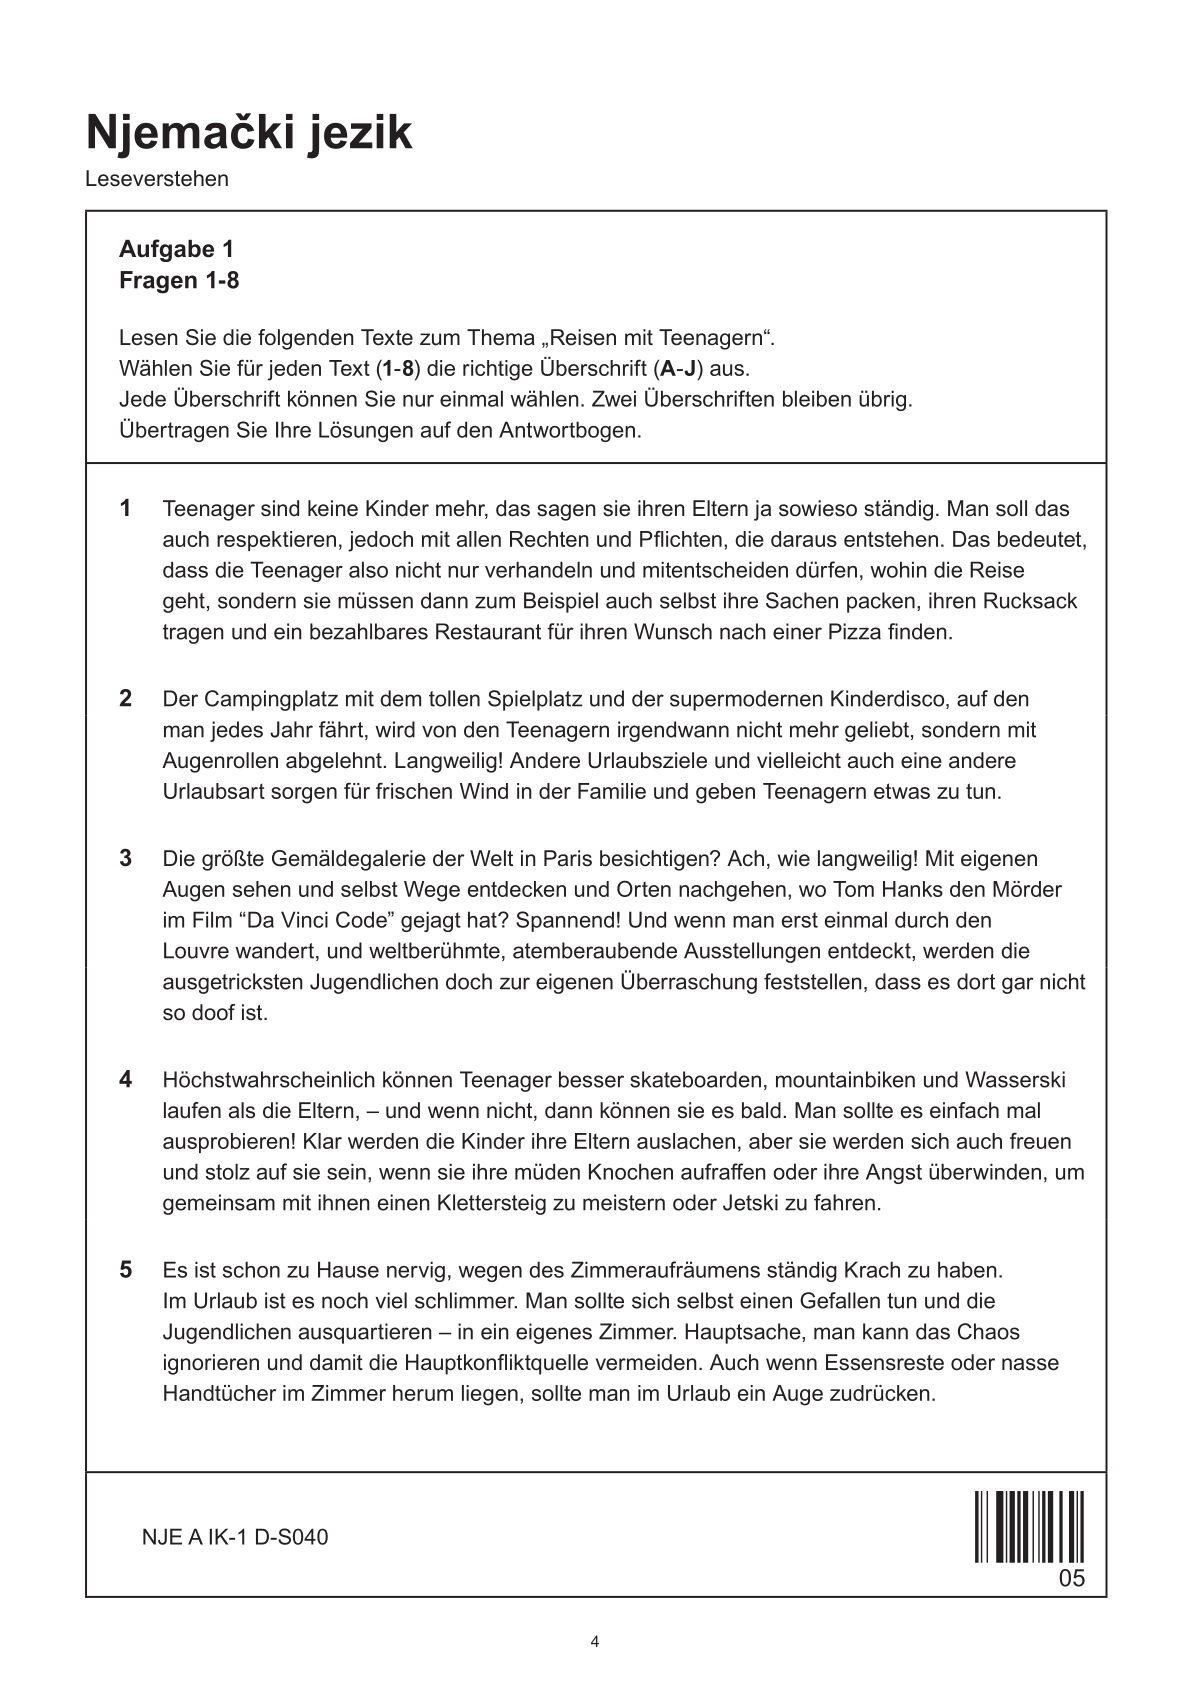 Njemački jezik
Leseverstehen
Aufgabe 1
Fragen 1-8
Lesen Sie die folgenden Texte zum Thema „Reisen mit Teenagern“.
Wählen Sie für jeden Text (1-8) die richtige Überschrift (A-J) aus.
Jede Überschrift können Sie nur einmal wählen. Zwei Überschriften bleiben übrig.
Übertragen Sie Ihre Lösungen auf den Antwortbogen.
1 Teenager sind keine Kinder mehr, das sagen sie ihren Eltern ja sowieso ständig. Man soll das
auch respektieren, jedoch mit allen Rechten und Pflichten, die daraus entstehen. Das bedeutet,
dass die Teenager also nicht nur verhandeln und mitentscheiden dürfen, wohin die Reise
geht, sondern sie müssen dann zum Beispiel auch selbst ihre Sachen packen, ihren Rucksack
tragen und ein bezahlbares Restaurant für ihren Wunsch nach einer Pizza finden.
2 Der Campingplatz mit dem tollen Spielplatz und der supermodernen Kinderdisco, auf den
man jedes Jahr fährt, wird von den Teenagern irgendwann nicht mehr geliebt, sondern mit
Augenrollen abgelehnt. Langweilig! Andere Urlaubsziele und vielleicht auch eine andere
Urlaubsart sorgen für frischen Wind in der Familie und geben Teenagern etwas zu tun.
3 Die größte Gemäldegalerie der Welt in Paris besichtigen? Ach, wie langweilig! Mit eigenen
Augen sehen und selbst Wege entdecken und Orten nachgehen, wo Tom Hanks den Mörder
im Film “Da Vinci Code” gejagt hat? Spannend! Und wenn man erst einmal durch den
Louvre wandert, und weltberühmte, atemberaubende Ausstellungen entdeckt, werden die
ausgetricksten Jugendlichen doch zur eigenen Überraschung feststellen, dass es dort gar nicht
so doof ist.
4 Höchstwahrscheinlich können Teenager besser skateboarden, mountainbiken und Wasserski
laufen als die Eltern, – und wenn nicht, dann können sie es bald. Man sollte es einfach mal
ausprobieren! Klar werden die Kinder ihre Eltern auslachen, aber sie werden sich auch freuen
und stolz auf sie sein, wenn sie ihre müden Knochen aufraffen oder ihre Angst überwinden, um
gemeinsam mit ihnen einen Klettersteig zu meistern oder Jetski zu fahren.
5 Es ist schon zu Hause nervig, wegen des Zimmeraufräumens ständig Krach zu haben.
Im Urlaub ist es noch viel schlimmer. Man sollte sich selbst einen Gefallen tun und die
Jugendlichen ausquartieren – in ein eigenes Zimmer. Hauptsache, man kann das Chaos
ignorieren und damit die Hauptkonfliktquelle vermeiden. Auch wenn Essensreste oder nasse
Handtücher im Zimmer herum liegen, sollte man im Urlaub ein Auge zudrücken.
NJE A IK-1 D-S040
05
4